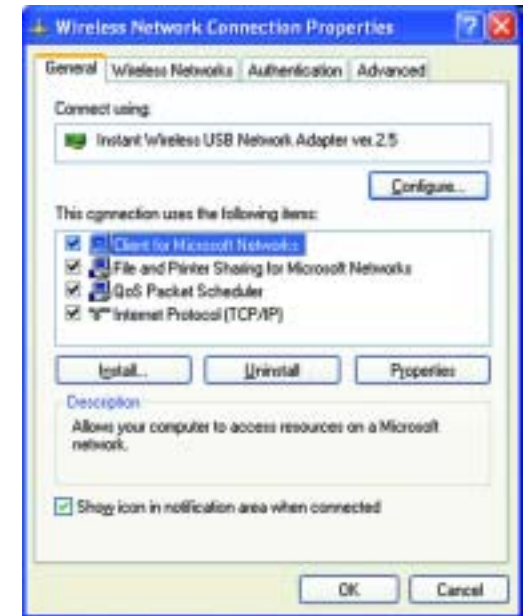 Wireless Network Connection Properties
General Wireless Networks Authentication Advanced
Connect using:
Instant Wireless USB Network Adapter ver.2.5
Configure...
This connection uses the following items:
Client for Microsoft Networks
File and Printer Sharing for Microsoft Networks
QoS Packet Scheduler
Internet Protocol (TCP/IP)
Install... Uninstall Properties
Description
Allows your computer to access resources on a Microsoft
network.
Show icon in notification area when connected
OK Cancel